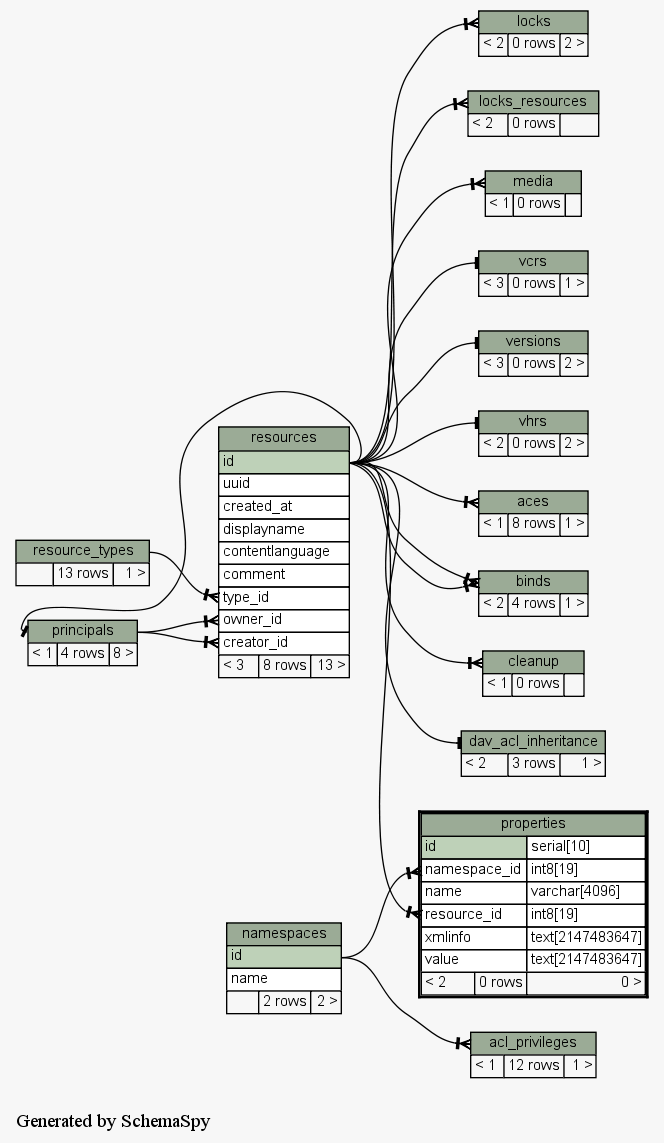 locks
< 2 0 rows 2 >
locks_resources
< 2 0 rows
media
< 1 0 rows
vcrs
< 3 0 rows 1 >
versions
< 3 0 rows 2 >
vhrs
< 2 0 rows 2 >
aces
< 1 8 rows 1 >
binds
< 2 4 rows 1 >
cleanup
< 1 0 rows
dav_acl_inheritance
< 2 3 rows 1 >
resources
id
uuid
created_at
displayname
contentlanguage
comment
type_id
owner_id
creator_id
< 3 8 rows 13 >
resource_types
13 rows 1 >
principals
< 1 4 rows 8 >
properties
id serial[10]
namespace_id int8[19]
name varchar[4096]
resource_id int8[19]
xmlinfo text[2147483647]
value text[2147483647]
< 2 0 rows 0 >
namespaces
id
name
2 rows 2 >
acl_privileges
< 1 12 rows 1 >
Generated by SchemaSpy